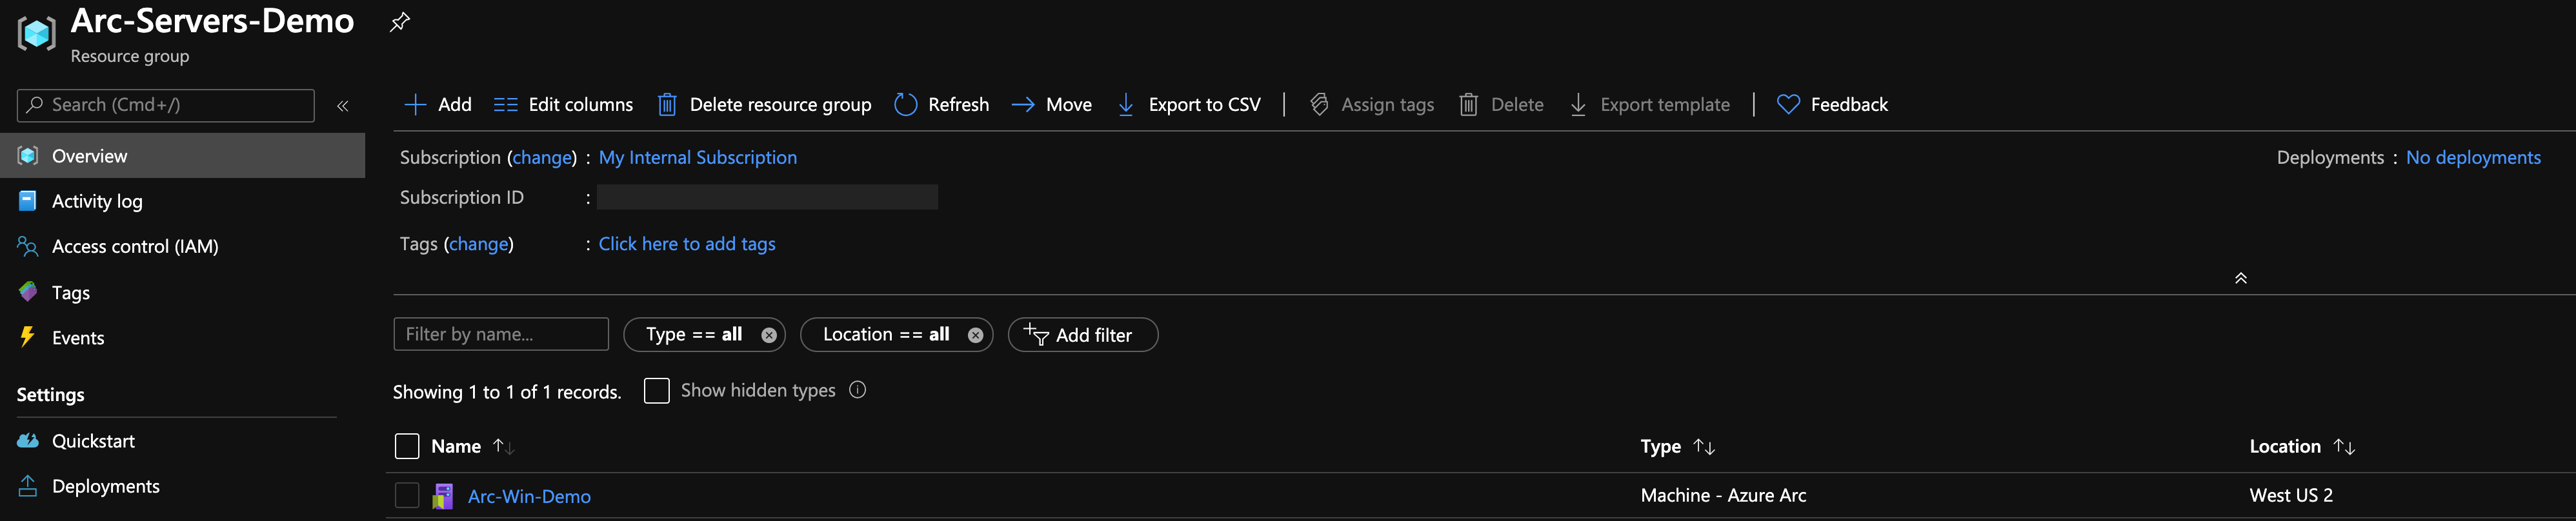 Arc-Servers-Demo
Resource group
Search (Cmd+/)
«
Overview
Activity log
Access control (IAM)
Tags
Events
Settings
Quickstart
Deployments
Add Edit columns Delete resource group Refresh Move Export to CSV | Assign tags Delete Export template | Feedback
Subscription (change) : My Internal Subscription
Deployments : No deployments
Subscription ID :
Tags (change) : Click here to add tags
Filter by name... Type == all Location == all Add filter
Showing 1 to 1 of 1 records. Show hidden types
Name ↑↓ Type ↑↓ Location ↑↓
Arc-Win-Demo Machine - Azure Arc West US 2